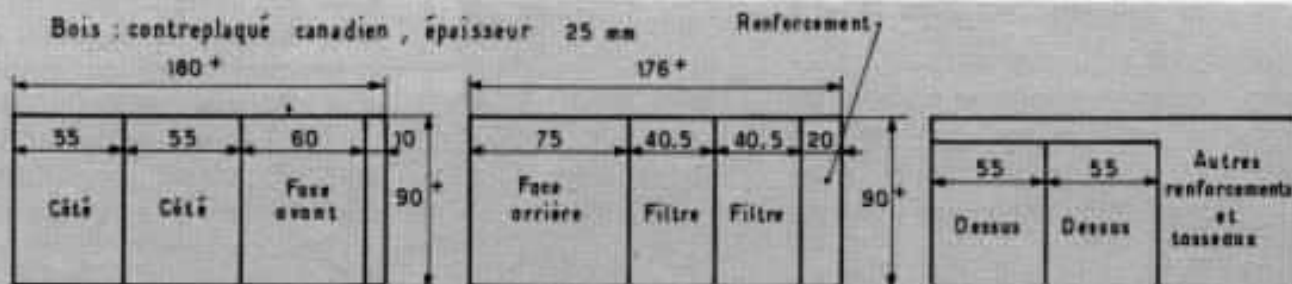 Bois : contreplaqué canadien , épaisseur 25 mm
Renforcement
180 +
176 +
55 55 60 10
75 40,5 40,5 20
90 +
90 +
55 55
Côté Côté Face avant
Face arrière Filtre Filtre
Dessus Dessus
Autres
renforcements
et
tasseaux